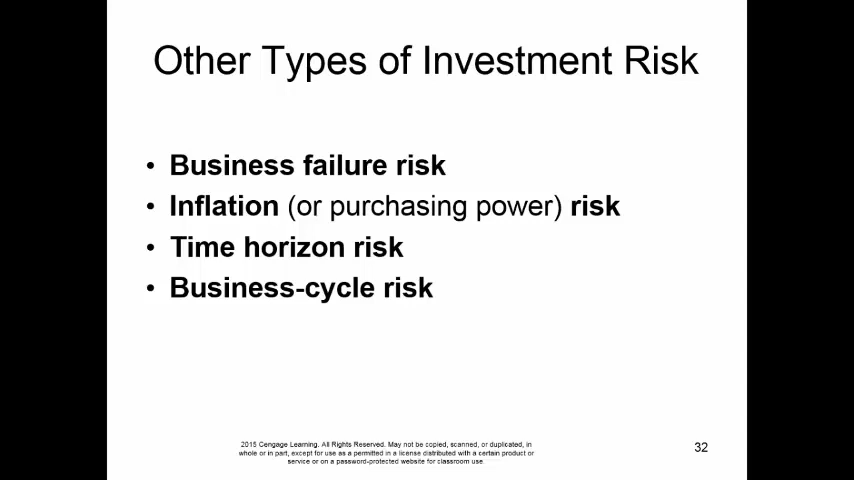 Other Types of Investment Risk
• Business failure risk
• Inflation (or purchasing power) risk
• Time horizon risk
• Business-cycle risk
2015 Cengage Learning. All Rights Reserved. May not be copied, scanned, or duplicated, in
whole or in part, except for use as a permitted in a license distributed with a certain product or
service or on a password-protected website for classroom use.
32